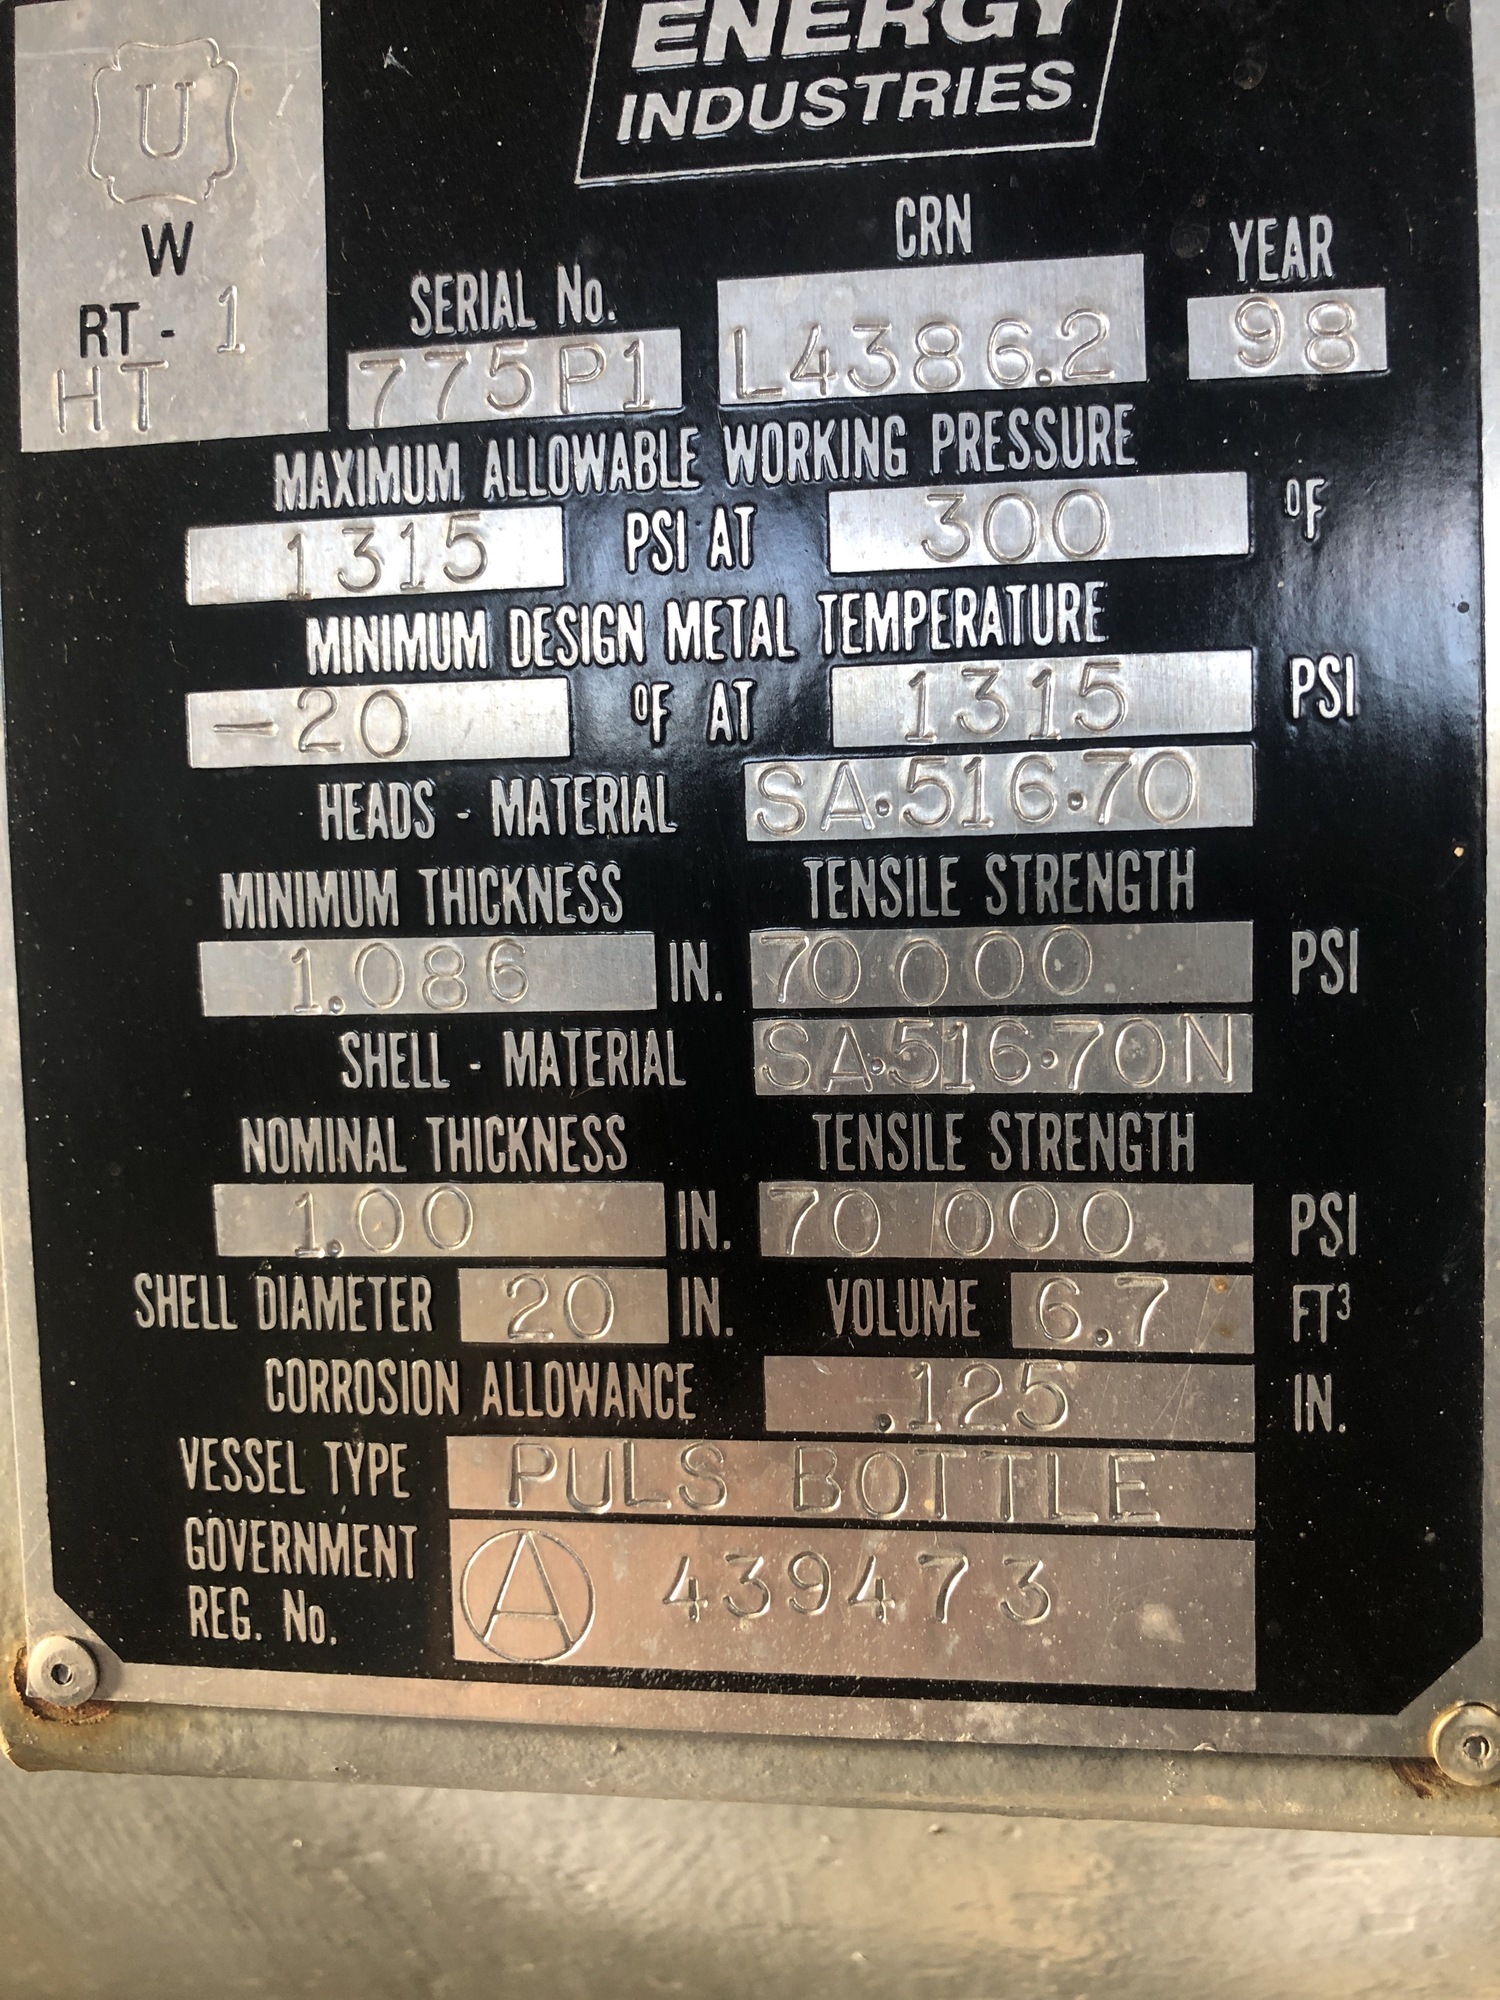 ENERGY
INDUSTRIES
U
W
RT - 1
HT
SERIAL No. CRN YEAR
775P1 L4386.2 98
MAXIMUM ALLOWABLE WORKING PRESSURE
1315 PSI AT 300 °F
MINIMUM DESIGN METAL TEMPERATURE
-20 °F AT 1315 PSI
HEADS - MATERIAL SA·516·70
MINIMUM THICKNESS TENSILE STRENGTH
1.086 IN. 70 000 PSI
SHELL - MATERIAL SA·516·70N
NOMINAL THICKNESS TENSILE STRENGTH
1.00 IN. 70 000 PSI
SHELL DIAMETER 20 IN. VOLUME 6.7 FT³
CORROSION ALLOWANCE .125 IN.
VESSEL TYPE PULS BOTTLE
GOVERNMENT
REG. No. A 439473